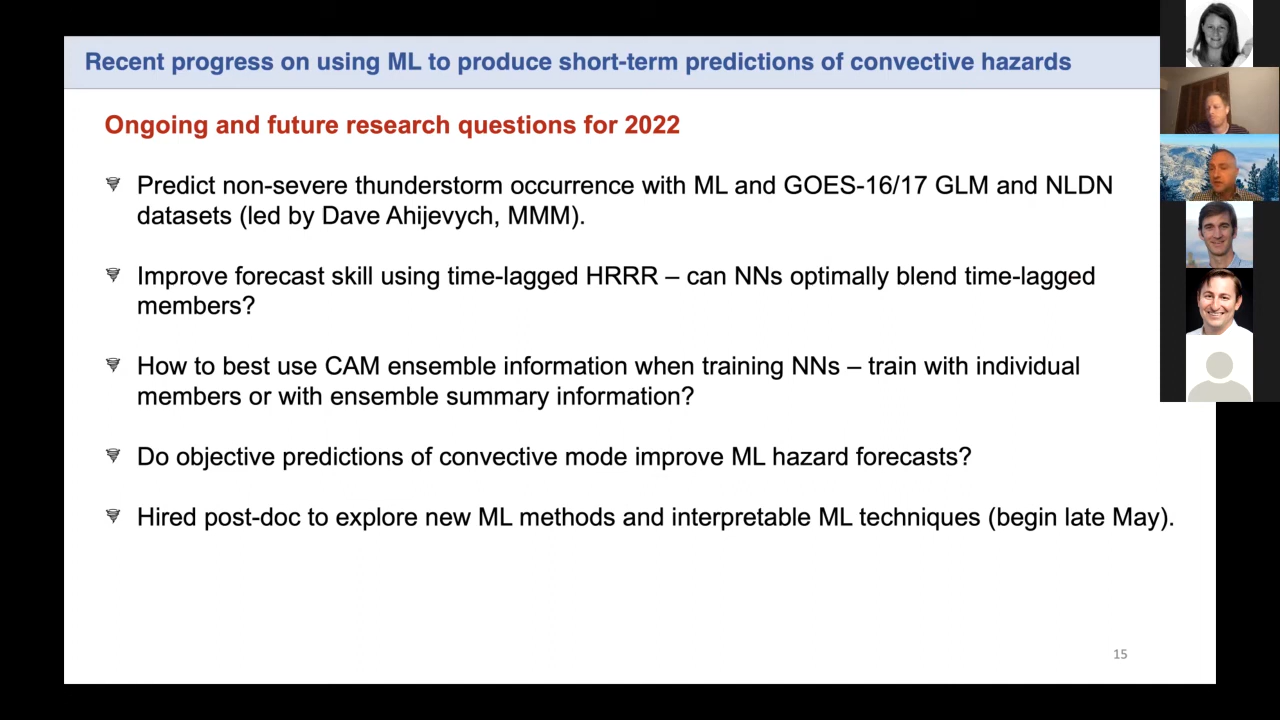 Recent progress on using ML to produce short-term predictions of convective hazards
Ongoing and future research questions for 2022
Predict non-severe thunderstorm occurrence with ML and GOES-16/17 GLM and NLDN
datasets (led by Dave Ahijevych, MMM).
Improve forecast skill using time-lagged HRRR – can NNs optimally blend time-lagged
members?
How to best use CAM ensemble information when training NNs – train with individual
members or with ensemble summary information?
Do objective predictions of convective mode improve ML hazard forecasts?
Hired post-doc to explore new ML methods and interpretable ML techniques (begin late May).
15